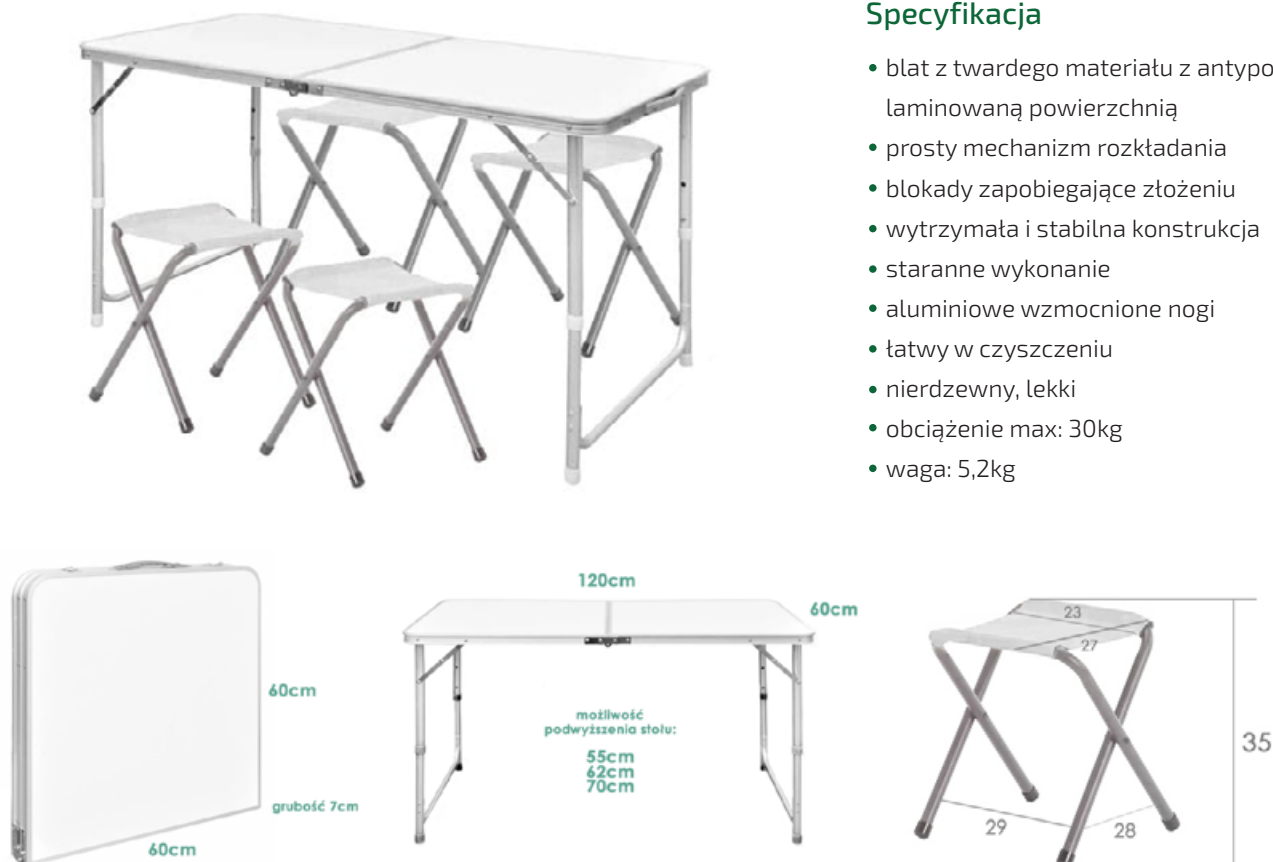 Specyfikacja
• blat z twardego materiału z antypo
laminowaną powierzchnią
• prosty mechanizm rozkładania
• blokady zapobiegające złożeniu
• wytrzymała i stabilna konstrukcja
• staranne wykonanie
• aluminiowe wzmocnione nogi
• łatwy w czyszczeniu
• nierdzewny, lekki
• obciążenie max: 30kg
• waga: 5,2kg
60cm
grubość 7cm
60cm
120cm
60cm
możliwość
podwyższenia stołu:
55cm
62cm
70cm
23
27
35
29
28